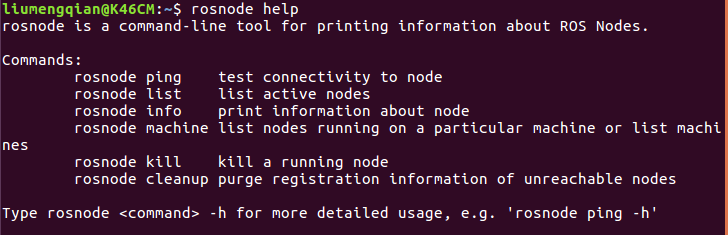 liumengqian@K46CM:~$ rosnode help
rosnode is a command-line tool for printing information about ROS Nodes.

Commands:
        rosnode ping    test connectivity to node
        rosnode list    list active nodes
        rosnode info    print information about node
        rosnode machine list nodes running on a particular machine or list machi
nes
        rosnode kill    kill a running node
        rosnode cleanup purge registration information of unreachable nodes

Type rosnode <command> -h for more detailed usage, e.g. 'rosnode ping -h'